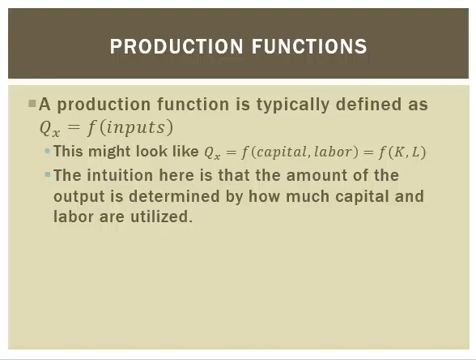 PRODUCTION FUNCTIONS
A production function is typically defined as
Qₓ = f(inputs)
This might look like Qₓ = f(capital, labor) = f(K, L)
The intuition here is that the amount of the
output is determined by how much capital and
labor are utilized.